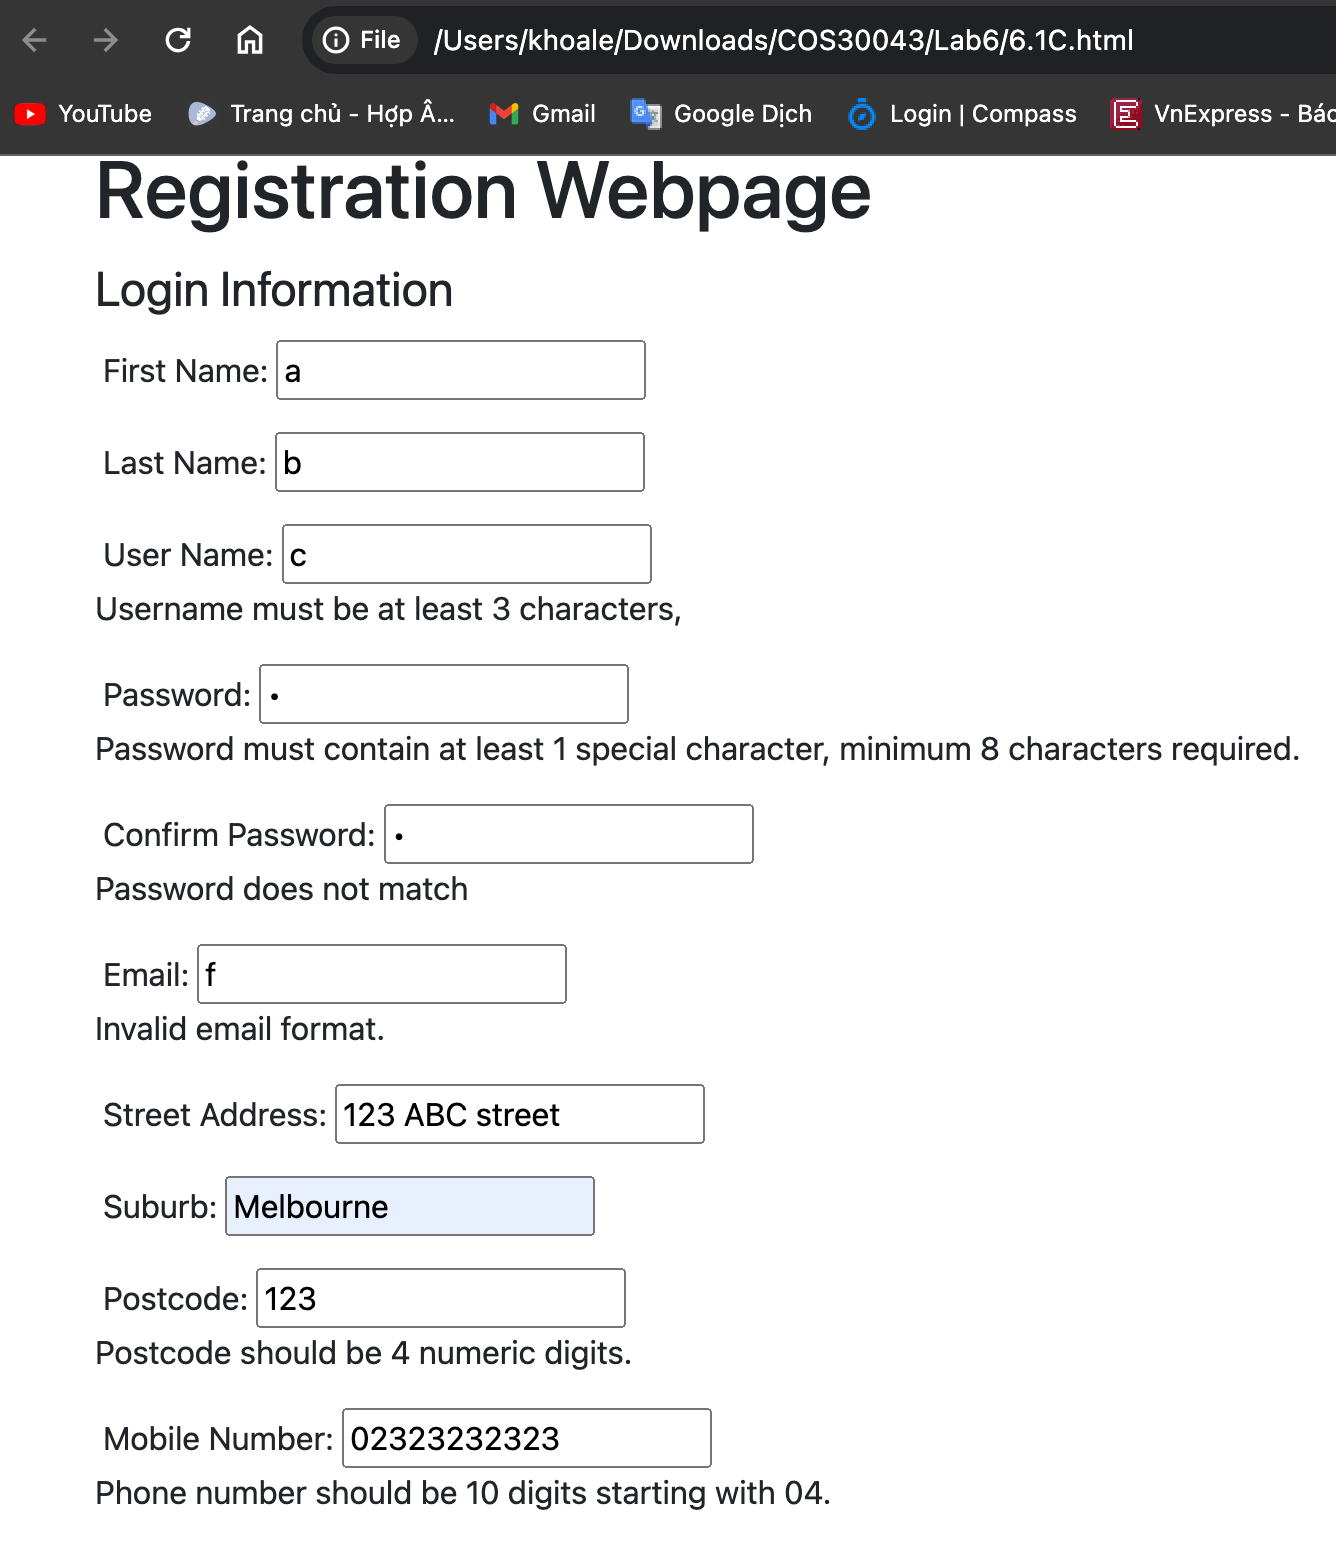 File /Users/khoale/Downloads/COS30043/Lab6/6.1C.html
YouTube Trang chủ - Hợp Â... Gmail Google Dịch Login | Compass VnExpress - Báo
Registration Webpage
Login Information
First Name: a
Last Name: b
User Name: c
Username must be at least 3 characters,
Password: •
Password must contain at least 1 special character, minimum 8 characters required.
Confirm Password: •
Password does not match
Email: f
Invalid email format.
Street Address: 123 ABC street
Suburb: Melbourne
Postcode: 123
Postcode should be 4 numeric digits.
Mobile Number: 02323232323
Phone number should be 10 digits starting with 04.